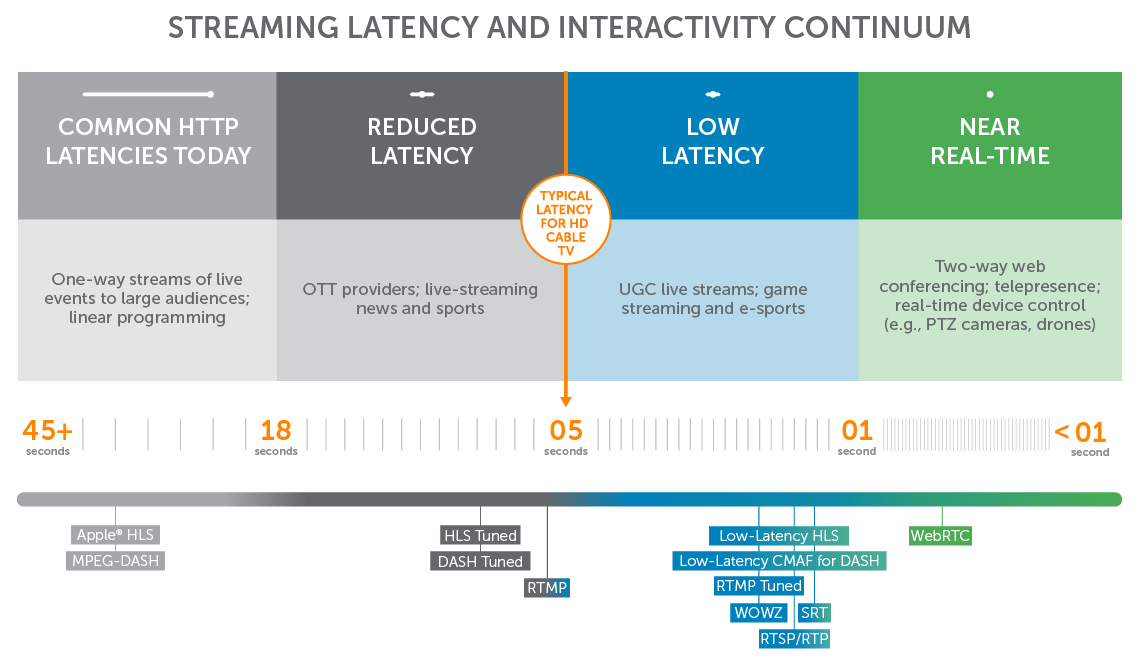 STREAMING LATENCY AND INTERACTIVITY CONTINUUM
COMMON HTTP
LATENCIES TODAY
REDUCED
LATENCY
LOW
LATENCY
NEAR
REAL-TIME
TYPICAL
LATENCY
FOR HD
CABLE
TV
One-way streams of live
events to large audiences;
linear programming
OTT providers; live-streaming
news and sports
UGC live streams; game
streaming and e-sports
Two-way web
conferencing; telepresence;
real-time device control
(e.g., PTZ cameras, drones)
45+
seconds
18
seconds
05
seconds
01
second
< 01
second
Apple® HLS
MPEG-DASH
HLS Tuned
DASH Tuned
RTMP
Low-Latency HLS
Low-Latency CMAF for DASH
RTMP Tuned
WOWZ
SRT
RTSP/RTP
WebRTC